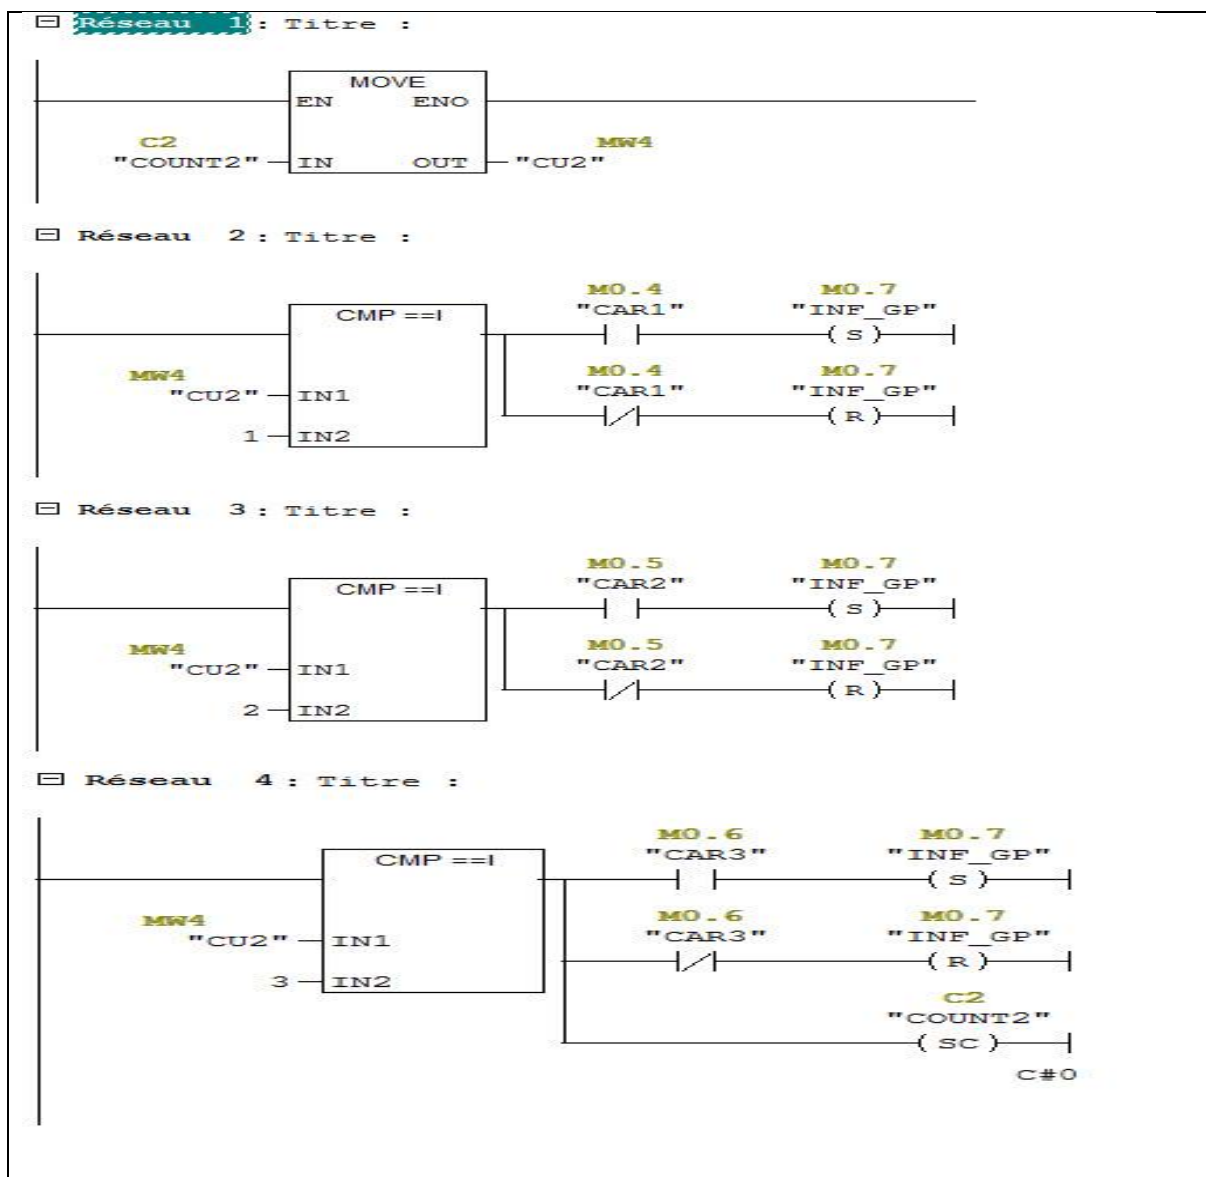 Réseau 1 : Titre :
MOVE
EN ENO
C2 MW4
"COUNT2" IN OUT "CU2"
Réseau 2 : Titre :
M0.4 M0.7
CMP ==I "CAR1" "INF_GP"
S
MW4 M0.4 M0.7
"CU2" IN1 "CAR1" "INF_GP"
R
1 IN2
Réseau 3 : Titre :
M0.5 M0.7
CMP ==I "CAR2" "INF_GP"
S
MW4 M0.5 M0.7
"CU2" IN1 "CAR2" "INF_GP"
R
2 IN2
Réseau 4 : Titre :
M0.6 M0.7
CMP ==I "CAR3" "INF_GP"
S
MW4 M0.6 M0.7
"CU2" IN1 "CAR3" "INF_GP"
R
3 IN2
C2
"COUNT2"
SC
C#0